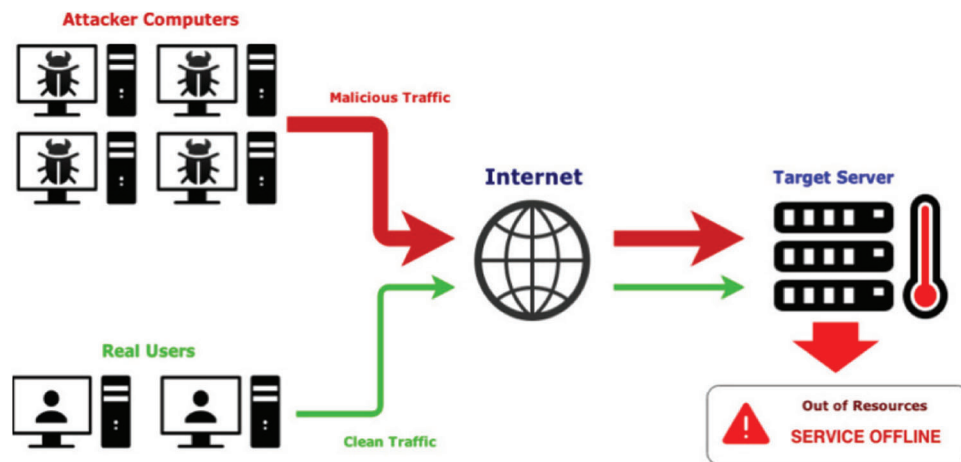 Attacker Computers
Malicious Traffic
Internet
Target Server
Real Users
Clean Traffic
Out of Resources
SERVICE OFFLINE